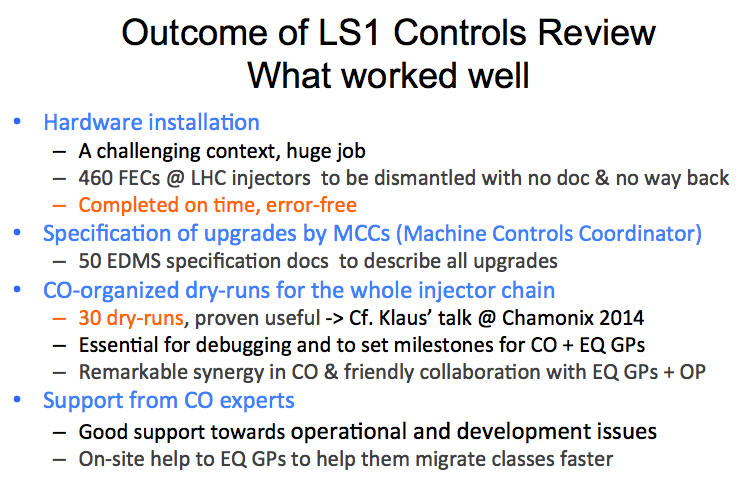 Outcome of LS1 Controls Review
What worked well
• Hardware installation
– A challenging context, huge job
– 460 FECs @ LHC injectors to be dismantled with no doc & no way back
– Completed on time, error-free
• Specification of upgrades by MCCs (Machine Controls Coordinator)
– 50 EDMS specification docs to describe all upgrades
• CO-organized dry-runs for the whole injector chain
– 30 dry-runs, proven useful -> Cf. Klaus’ talk @ Chamonix 2014
– Essential for debugging and to set milestones for CO + EQ GPs
– Remarkable synergy in CO & friendly collaboration with EQ GPs + OP
• Support from CO experts
– Good support towards operational and development issues
– On-site help to EQ GPs to help them migrate classes faster